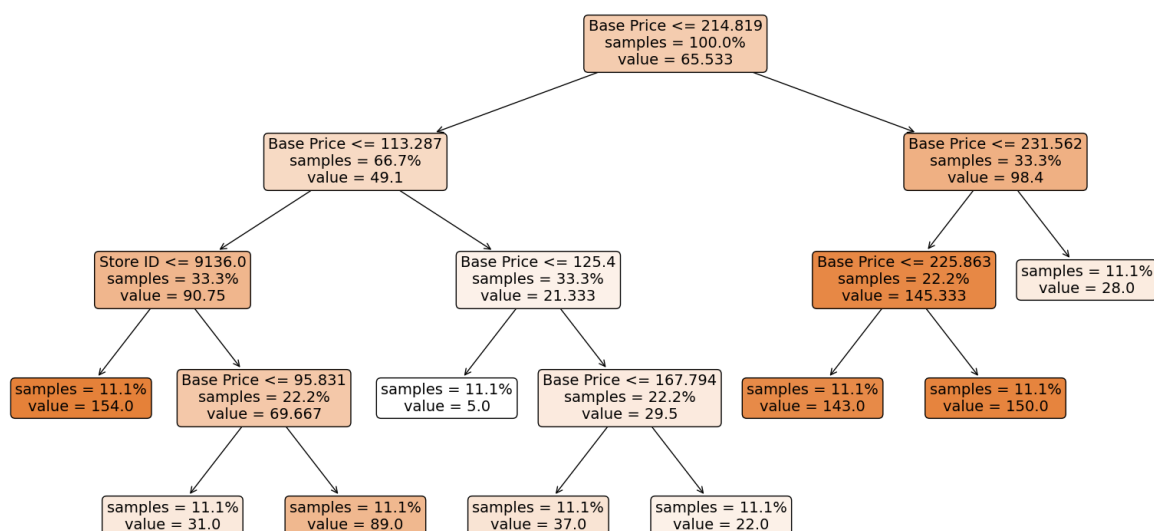 Base Price <= 214.819
samples = 100.0%
value = 65.533
Base Price <= 113.287
samples = 66.7%
value = 49.1
Base Price <= 231.562
samples = 33.3%
value = 98.4
Store ID <= 9136.0
samples = 33.3%
value = 90.75
Base Price <= 125.4
samples = 33.3%
value = 21.333
Base Price <= 225.863
samples = 22.2%
value = 145.333
samples = 11.1%
value = 28.0
samples = 11.1%
value = 154.0
Base Price <= 95.831
samples = 22.2%
value = 69.667
samples = 11.1%
value = 5.0
Base Price <= 167.794
samples = 22.2%
value = 29.5
samples = 11.1%
value = 143.0
samples = 11.1%
value = 150.0
samples = 11.1%
value = 31.0
samples = 11.1%
value = 89.0
samples = 11.1%
value = 37.0
samples = 11.1%
value = 22.0